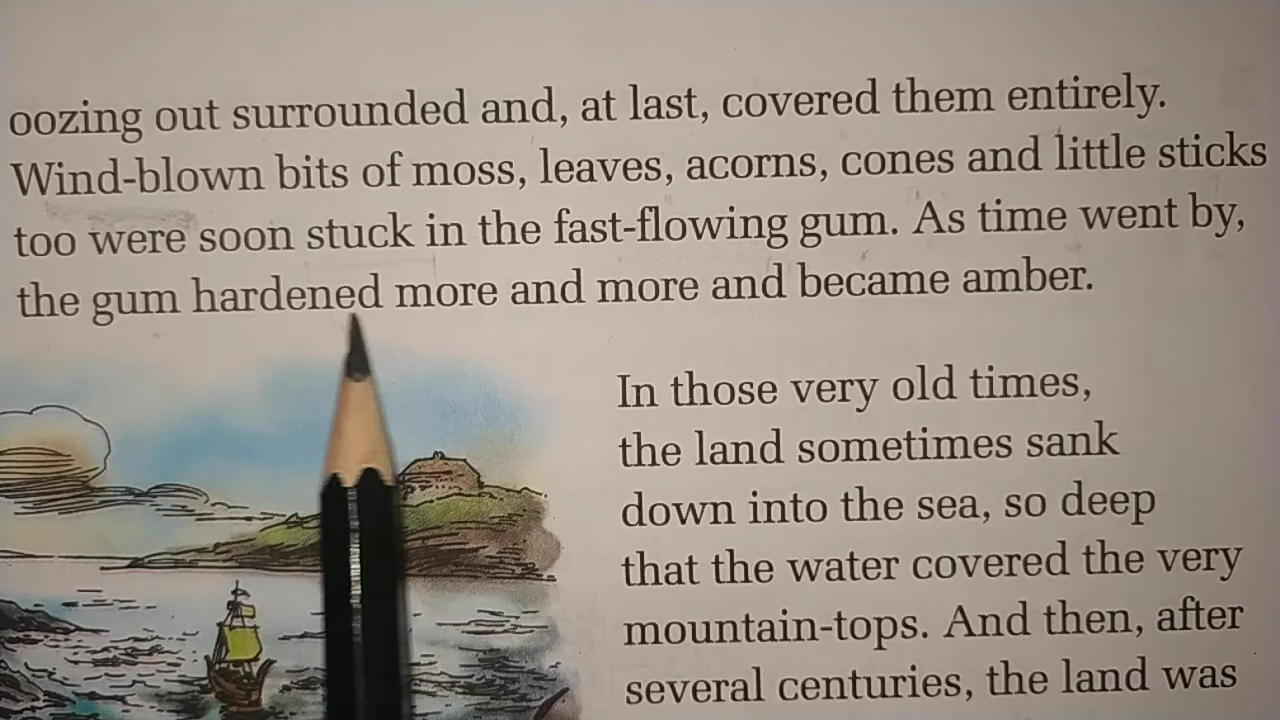 oozing out surrounded and, at last, covered them entirely.
Wind-blown bits of moss, leaves, acorns, cones and little sticks
too were soon stuck in the fast-flowing gum. As time went by,
the gum hardened more and more and became amber.
In those very old times,
the land sometimes sank
down into the sea, so deep
that the water covered the very
mountain-tops. And then, after
several centuries, the land was